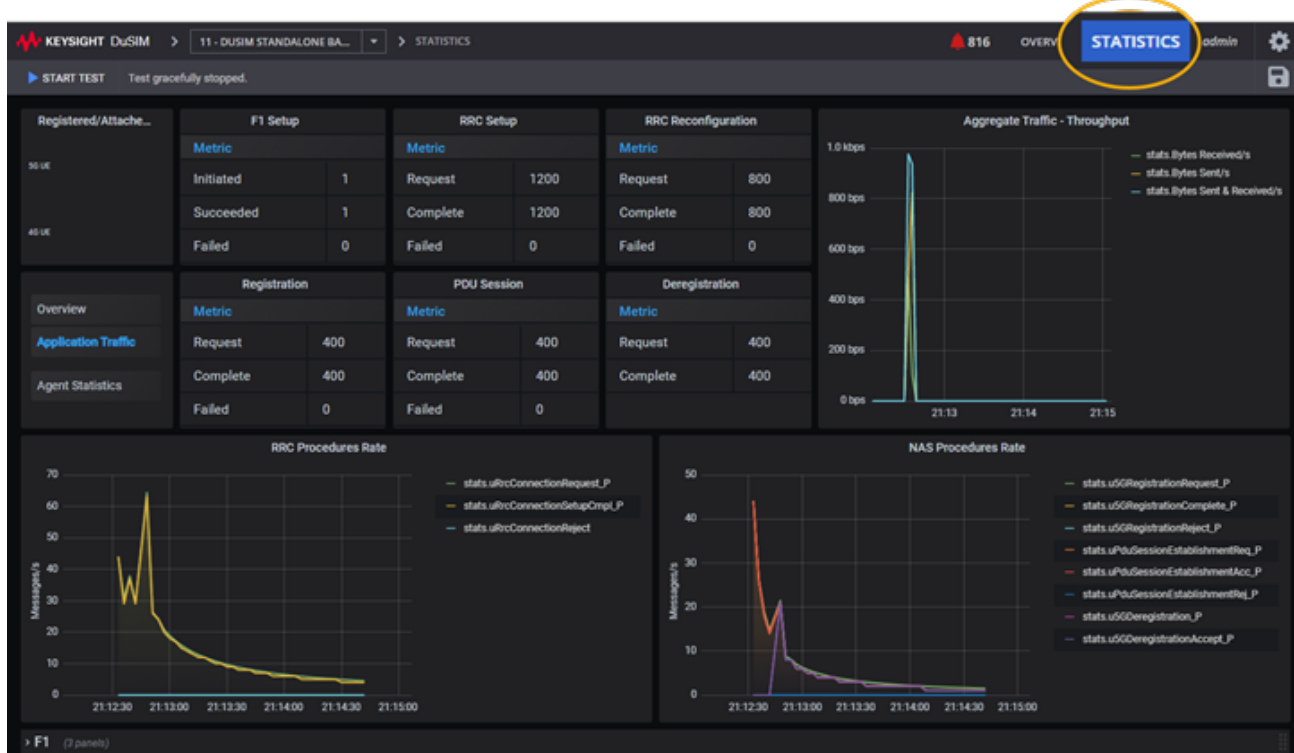 KEYSIGHT DuSIM > 11 - DUSIM STANDALONE BA... > STATISTICS
816 OVERV STATISTICS admin
START TEST Test gracefully stopped.
Registered/Attache...
5G UE
4G UE
F1 Setup
Metric
Initiated 1
Succeeded 1
Failed 0
RRC Setup
Metric
Request 1200
Complete 1200
Failed 0
RRC Reconfiguration
Metric
Request 800
Complete 800
Failed 0
Aggregate Traffic - Throughput
1.0 kbps
800 bps
600 bps
400 bps
200 bps
0 bps
21:13 21:14 21:15
stats.Bytes Received/s
stats.Bytes Sent/s
stats.Bytes Sent & Received/s
Overview
Application Traffic
Agent Statistics
Registration
Metric
Request 400
Complete 400
Failed 0
PDU Session
Metric
Request 400
Complete 400
Failed 0
Deregistration
Metric
Request 400
Complete 400
RRC Procedures Rate
Messages/s
70
60
50
40
30
20
10
0
21:12:30 21:13:00 21:13:30 21:14:00 21:14:30 21:15:00
stats.uRrcConnectionRequest_P
stats.uRrcConnectionSetupCmpl_P
stats.uRrcConnectionReject
NAS Procedures Rate
Messages/s
50
40
30
20
10
0
21:12:30 21:13:00 21:13:30 21:14:00 21:14:30 21:15:00
stats.u5GRegistrationRequest_P
stats.u5GRegistrationComplete_P
stats.u5GRegistrationReject_P
stats.uPduSessionEstablishmentReq_P
stats.uPduSessionEstablishmentAcc_P
stats.uPduSessionEstablishmentRej_P
stats.u5GDeregistration_P
stats.u5GDeregistrationAccept_P
> F1 (3 panels)